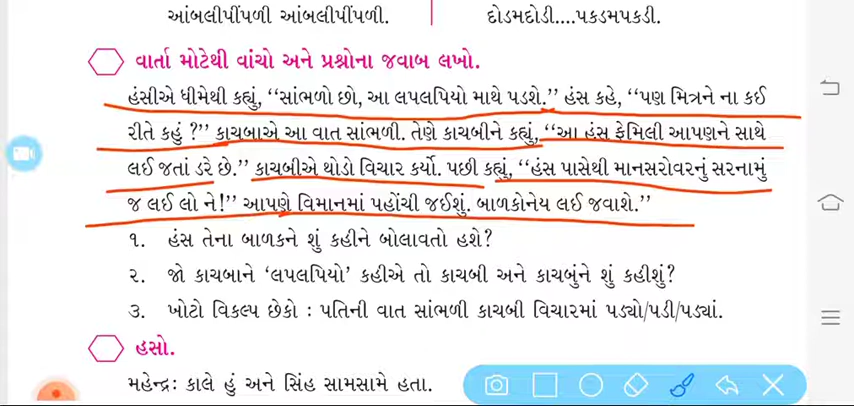 આંબલીપીંપળી આંબલીપીંપળી.
દોડમદોડી....પકડમપકડી.
વાર્તા મોટેથી વાંચો અને પ્રશ્નોના જવાબ લખો.
હંસીએ ધીમેથી કહ્યું, “સાંભળો છો, આ લપલપિયો માથે પડશે.” હંસ કહે, “પણ મિત્રને ના કઈ
રીતે કહું ?” કાચબાએ આ વાત સાંભળી. તેણે કાચબીને કહ્યું, “આ હંસ ફેમિલી આપણને સાથે
લઈ જતાં ડરે છે.” કાચબીએ થોડો વિચાર કર્યો. પછી કહ્યું, “હંસ પાસેથી માનસરોવરનું સરનામું
જ લઈ લો ને!” આપણે વિમાનમાં પહોંચી જઈશું. બાળકોનેય લઈ જવાશે.”
૧. હંસ તેના બાળકને શું કહીને બોલાવતો હશે?
૨. જો કાચબાને ‘લપલપિયો’ કહીએ તો કાચબી અને કાચબુંને શું કહીશું?
૩. ખોટો વિકલ્પ છેકો : પતિની વાત સાંભળી કાચબી વિચારમાં પડ્યો/પડી/પડ્યાં.
હસો.
મહેન્દ્ર: કાલે હું અને સિંહ સામસામે હતા.